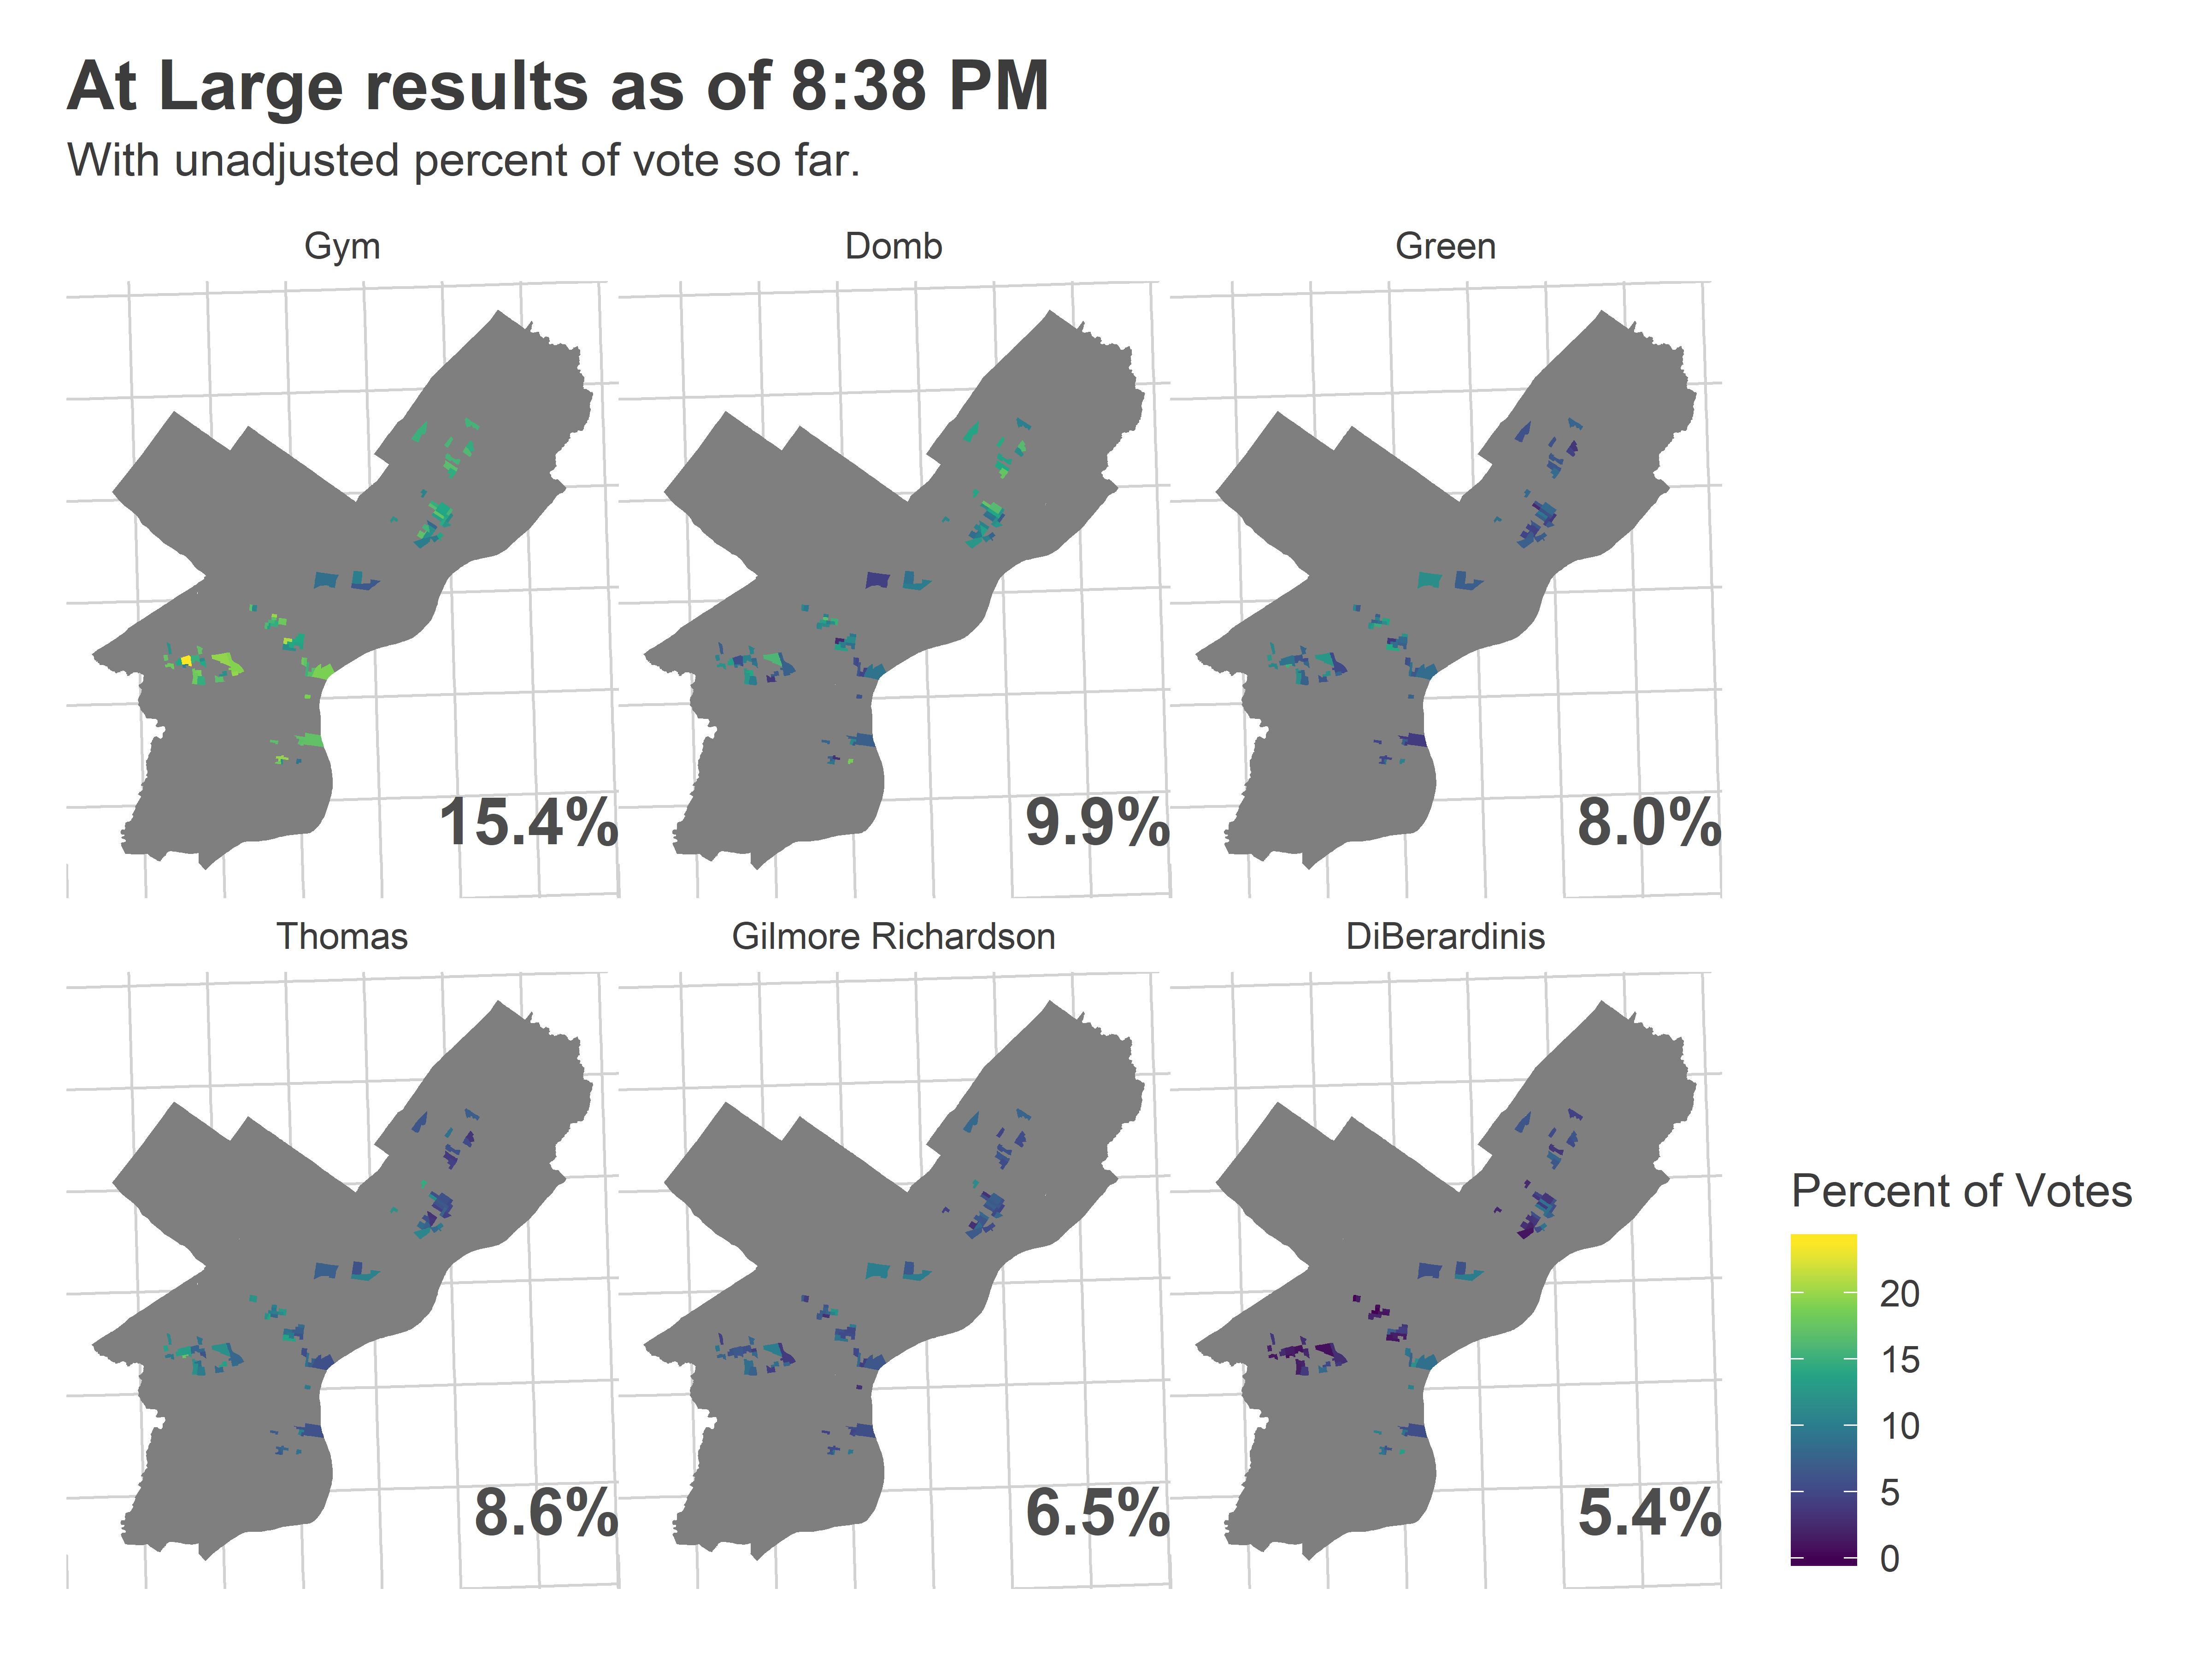 At Large results as of 8:38 PM
With unadjusted percent of vote so far.
Gym
Domb
Green
15.4%
9.9%
8.0%
Thomas
Gilmore Richardson
DiBerardinis
8.6%
6.5%
5.4%
Percent of Votes
20
15
10
5
0